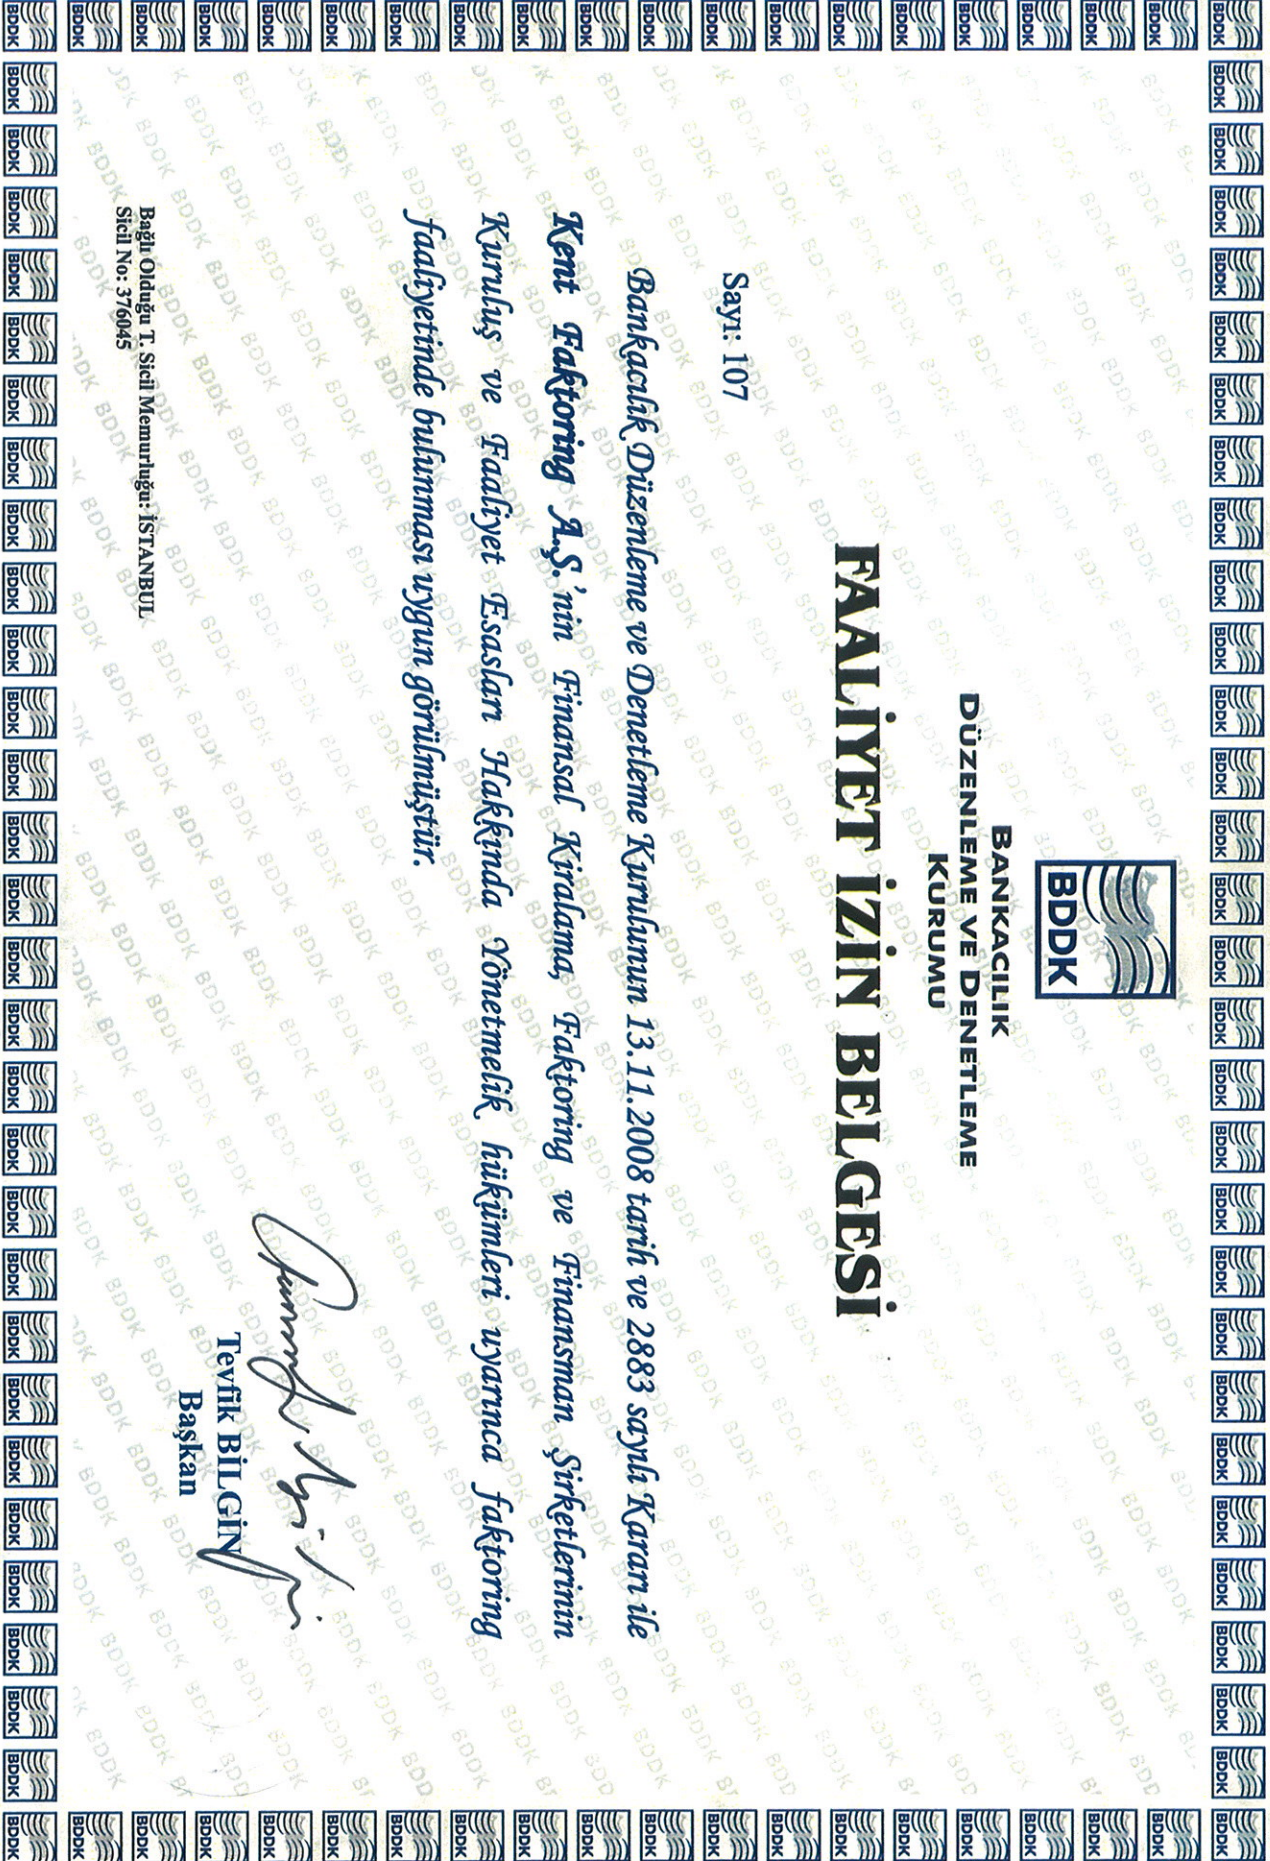 BDDK
BANKACILIK
DÜZENLEME VE DENETLEME
KURUMU
FAALİYET İZİN BELGESİ
Sayı: 107
Bankacılık Düzenleme ve Denetleme Kurulunun 13.11.2008 tarih ve 2883 sayılı Kararı ile
Kent Faktoring A.Ş.'nin Finansal Kiralama, Faktoring ve Finansman Şirketlerinin
Kuruluş ve Faaliyet Esasları Hakkında Yönetmelik hükümleri uyarınca faktoring
faaliyetinde bulunması uygun görülmüştür.
Tevfik BİLGİN
Başkan
Bağlı Olduğu T. Sicil Memurluğu: İSTANBUL
Sicil No: 376045